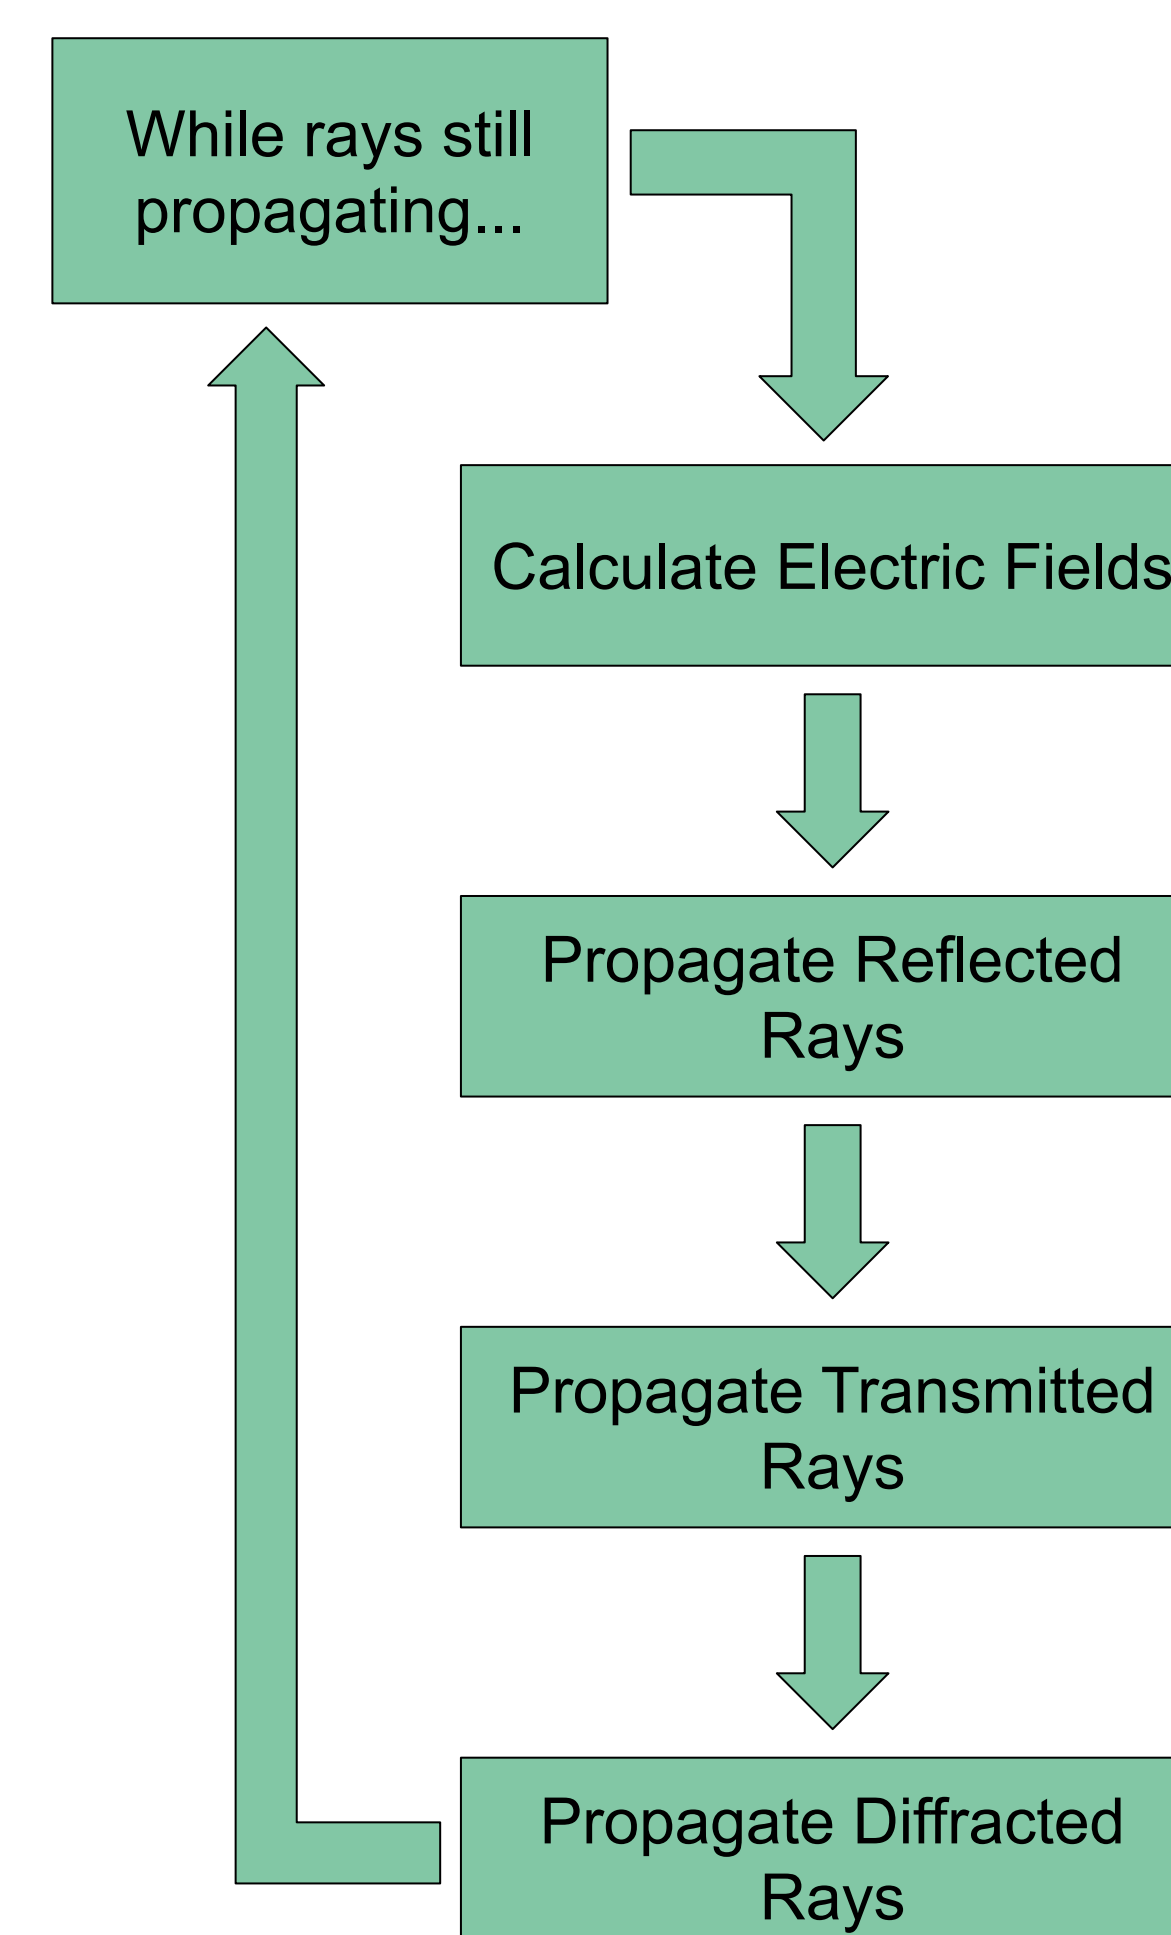 While rays still
propagating...
Calculate Electric Fields
Propagate Reflected
Rays
Propagate Transmitted
Rays
Propagate Diffracted
Rays